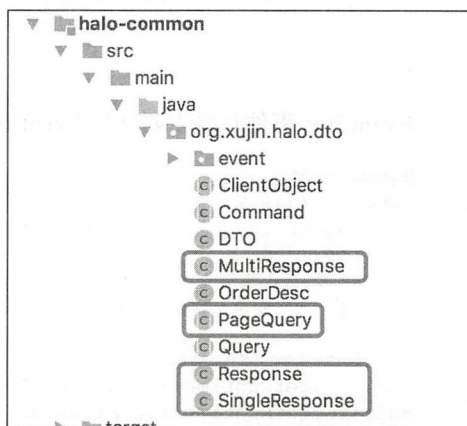 halo-common
src
main
java
org.xujin.halo.dto
event
C ClientObject
C Command
C DTO
C MultiResponse
C OrderDesc
C PageQuery
C Query
C Response
C SingleResponse
target